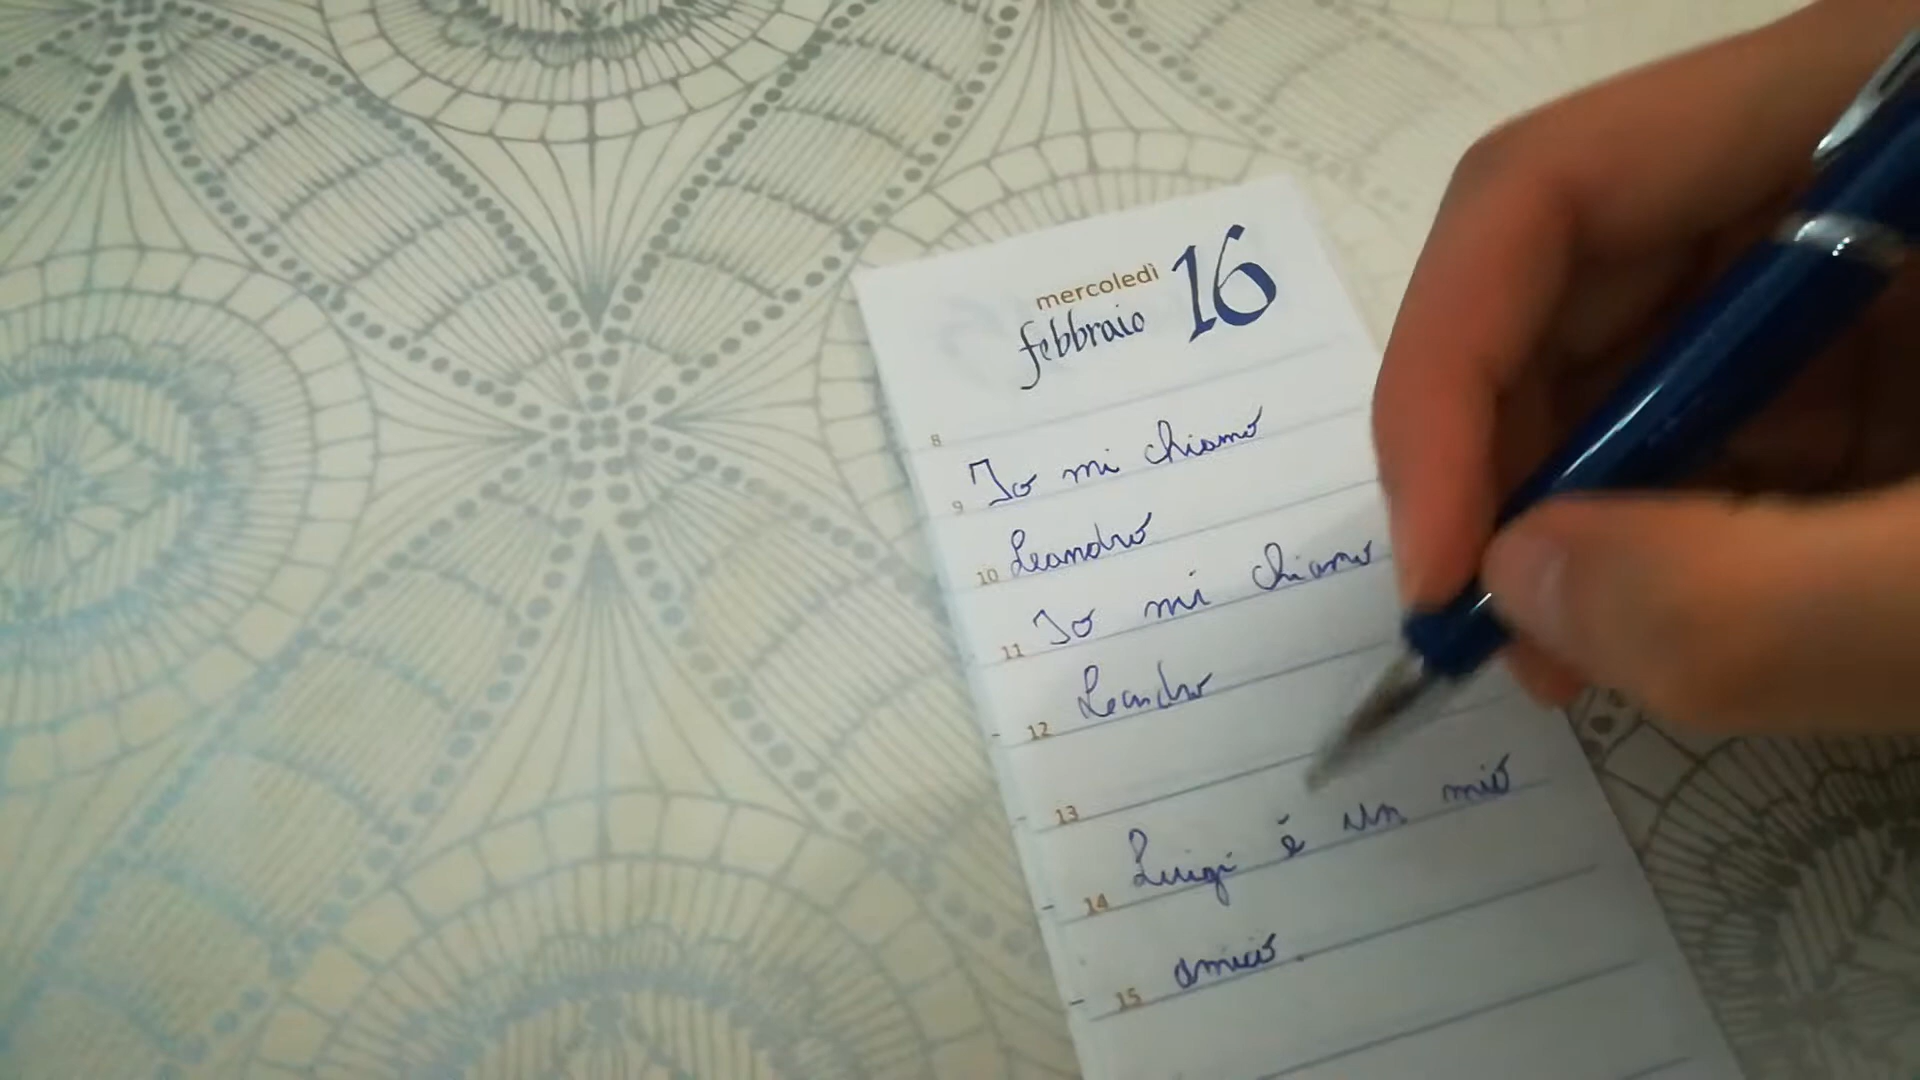 mercoledì
febbraio 16
8
9 Io mi chiamo
10 Leandro
11 Io mi chiamo
12 Leandro
13
14 Luigi è un mio
15 amico.